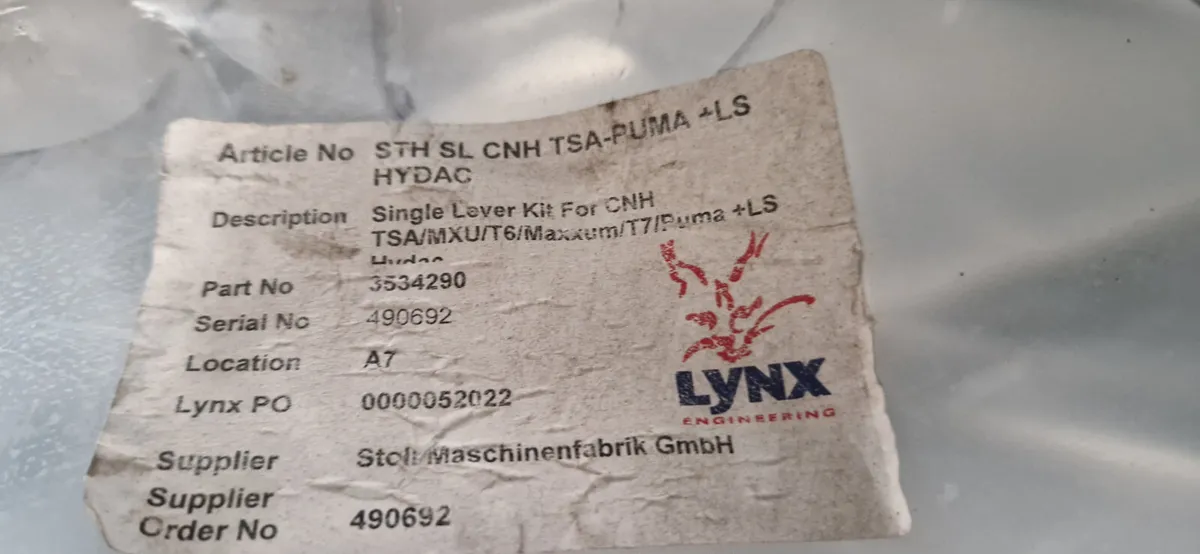 Article No STH SL CNH TSA-PUMA +LS
HYDAC
Description Single Lever Kit For CNH
TSA/MXU/T6/Maxxum/T7/Puma +LS
Hydac
Part No 3534290
Serial No 490692
Location A7
Lynx PO 0000052022
LYNX
ENGINEERING
Supplier Stoll Maschinenfabrik GmbH
Supplier
Order No 490692